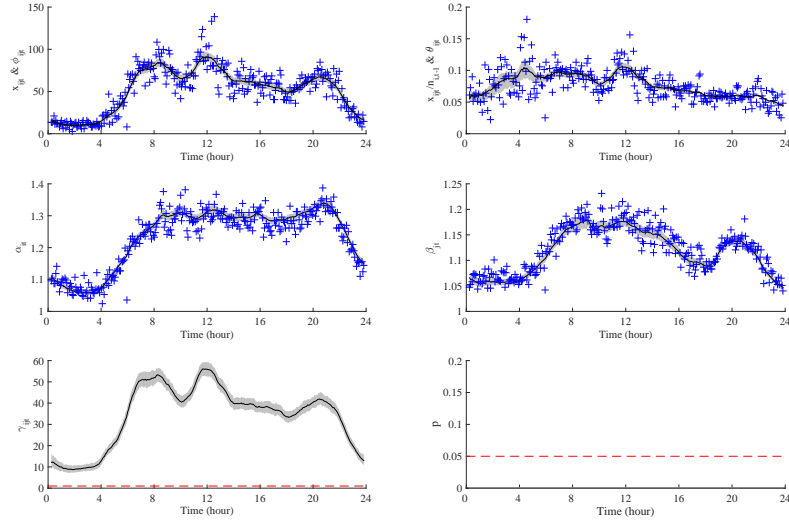 150
100
50
0
x_ijt & ϕ_ijt
0 4 8 12 16 20 24
Time (hour)
0.2
0.15
0.1
0.05
0
x_ijt/n_i,t-1 & θ_ijt
0 4 8 12 16 20 24
Time (hour)
1.4
1.3
1.2
1.1
1
α_it
0 4 8 12 16 20 24
Time (hour)
1.25
1.2
1.15
1.1
1.05
1
β_jt
0 4 8 12 16 20 24
Time (hour)
60
50
40
30
20
10
0
γ_ijt
0 4 8 12 16 20 24
Time (hour)
0.2
0.15
0.1
0.05
0
p
0 4 8 12 16 20 24
Time (hour)